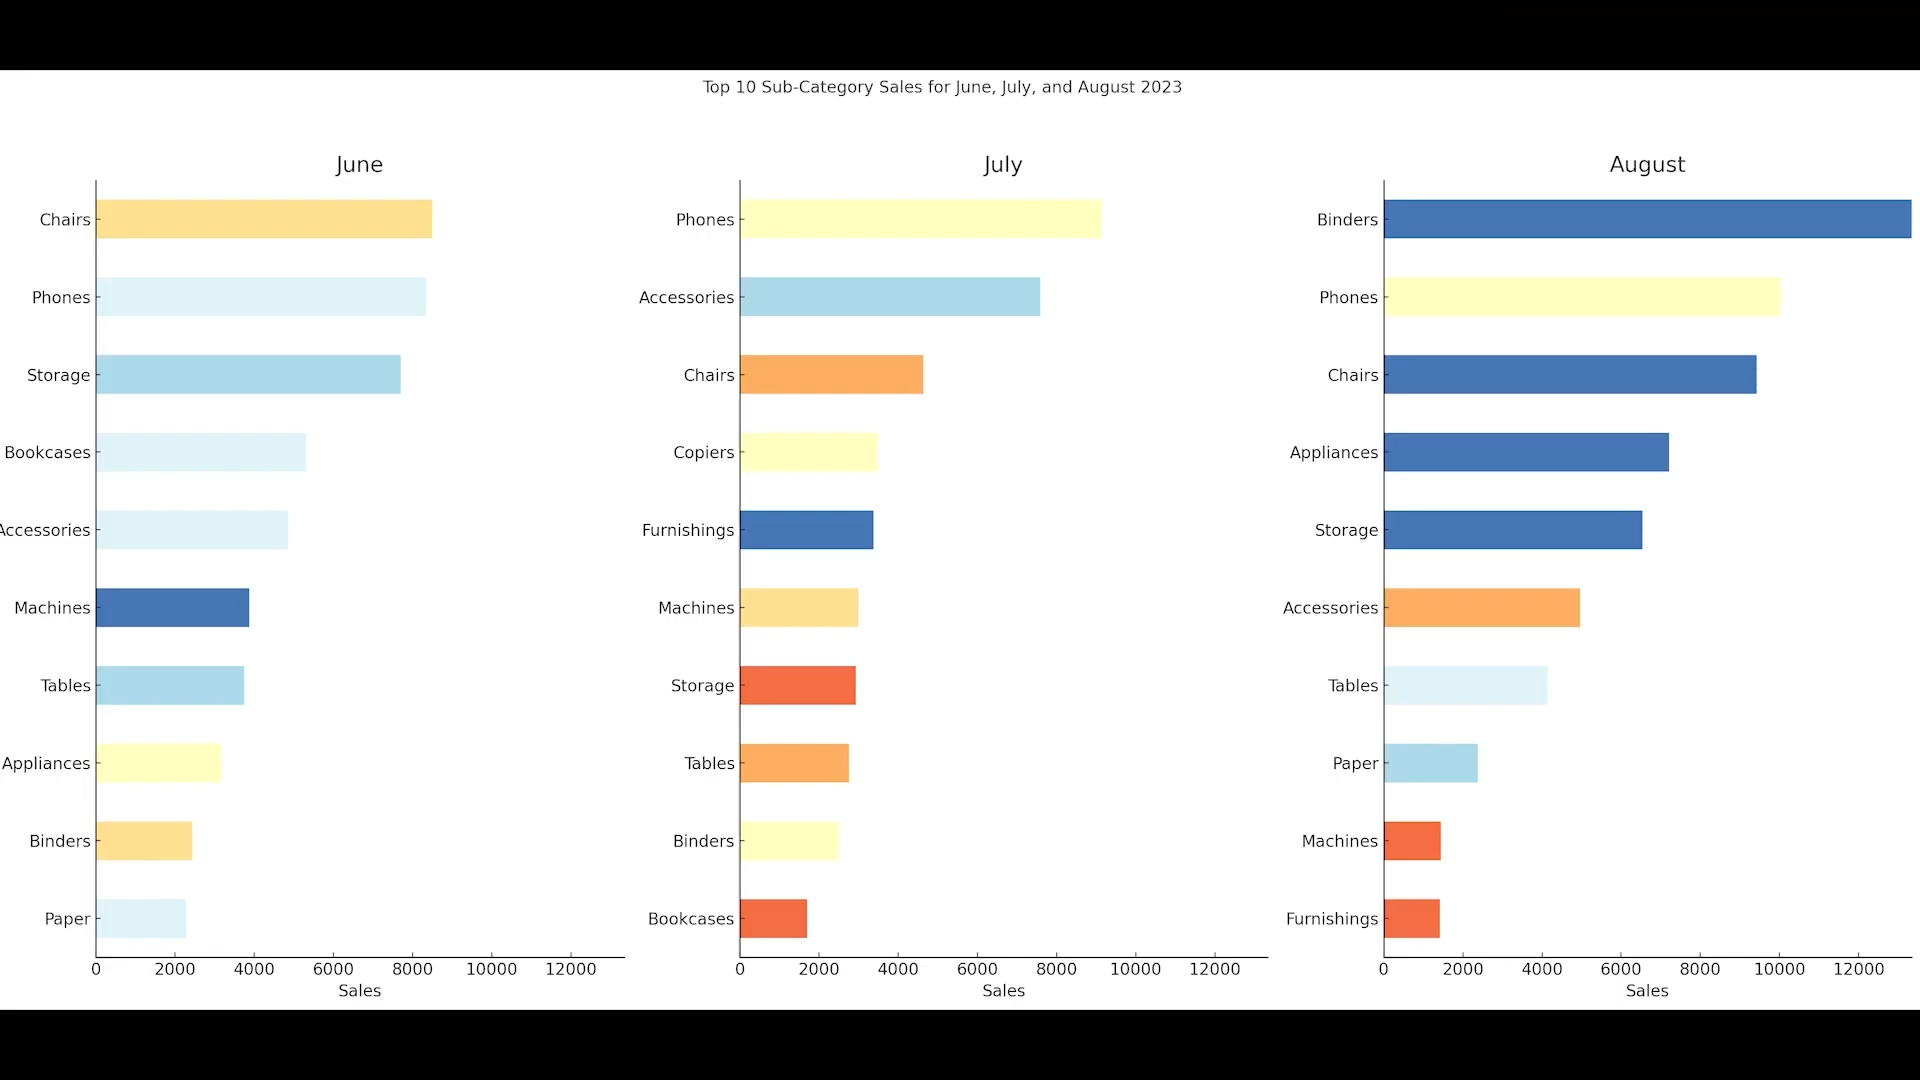 Top 10 Sub-Category Sales for June, July, and August 2023
June
Chairs
Phones
Storage
Bookcases
Accessories
Machines
Tables
Appliances
Binders
Paper
0 2000 4000 6000 8000 10000 12000
Sales
July
Phones
Accessories
Chairs
Copiers
Furnishings
Machines
Storage
Tables
Binders
Bookcases
0 2000 4000 6000 8000 10000 12000
Sales
August
Binders
Phones
Chairs
Appliances
Storage
Accessories
Tables
Paper
Machines
Furnishings
0 2000 4000 6000 8000 10000 12000
Sales